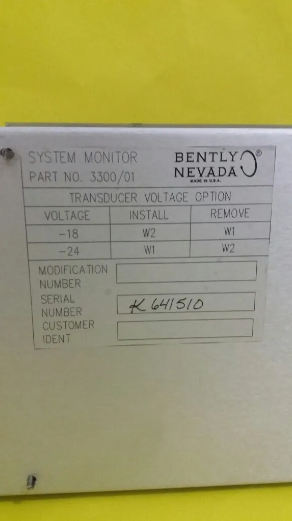 SYSTEM MONITOR
PART NO. 3300/01
BENTLY
NEVADA
MADE IN U.S.A.
TRANSDUCER VOLTAGE OPTION
VOLTAGE INSTALL REMOVE
-18 W2 W1
-24 W1 W2
MODIFICATION
NUMBER
SERIAL
NUMBER K641510
CUSTOMER
IDENT